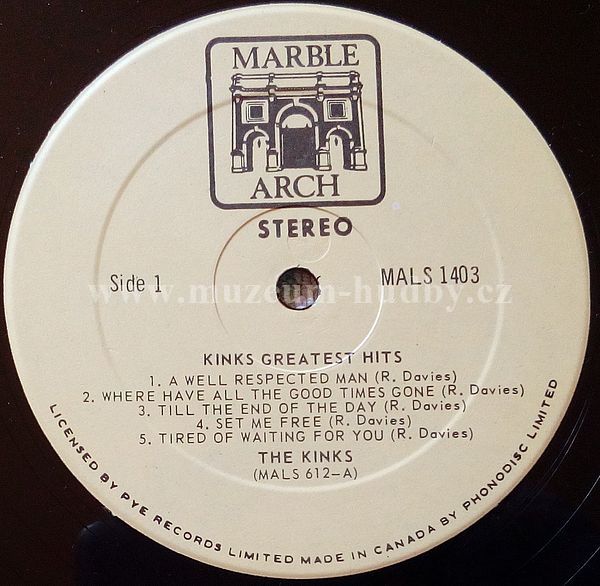 MARBLE
ARCH
STEREO
Side 1
MALS 1403
www.muzeum-hudby.cz
KINKS GREATEST HITS
1. A WELL RESPECTED MAN (R. Davies)
2. WHERE HAVE ALL THE GOOD TIMES GONE (R. Davies)
3. TILL THE END OF THE DAY (R. Davies)
4. SET ME FREE (R. Davies)
5. TIRED OF WAITING FOR YOU (R. Davies)
THE KINKS
(MALS 612-A)
LICENSED BY PYE RECORDS LIMITED MADE IN CANADA BY PHONODISC LIMITED